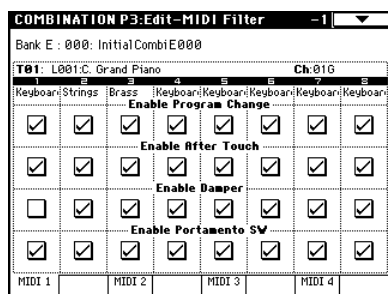 COMBINATION P3:Edit-MIDI Filter -1
Bank E : 000: InitialCombiE000
T01: L001:C. Grand Piano Ch:01G
1 2 3 4 5 6 7 8
Keyboar Strings Brass Keyboar Keyboar Keyboar Keyboar Keyboar
Enable Program Change
Enable After Touch
Enable Damper
Enable Portamento SW
MIDI 1 MIDI 2 MIDI 3 MIDI 4